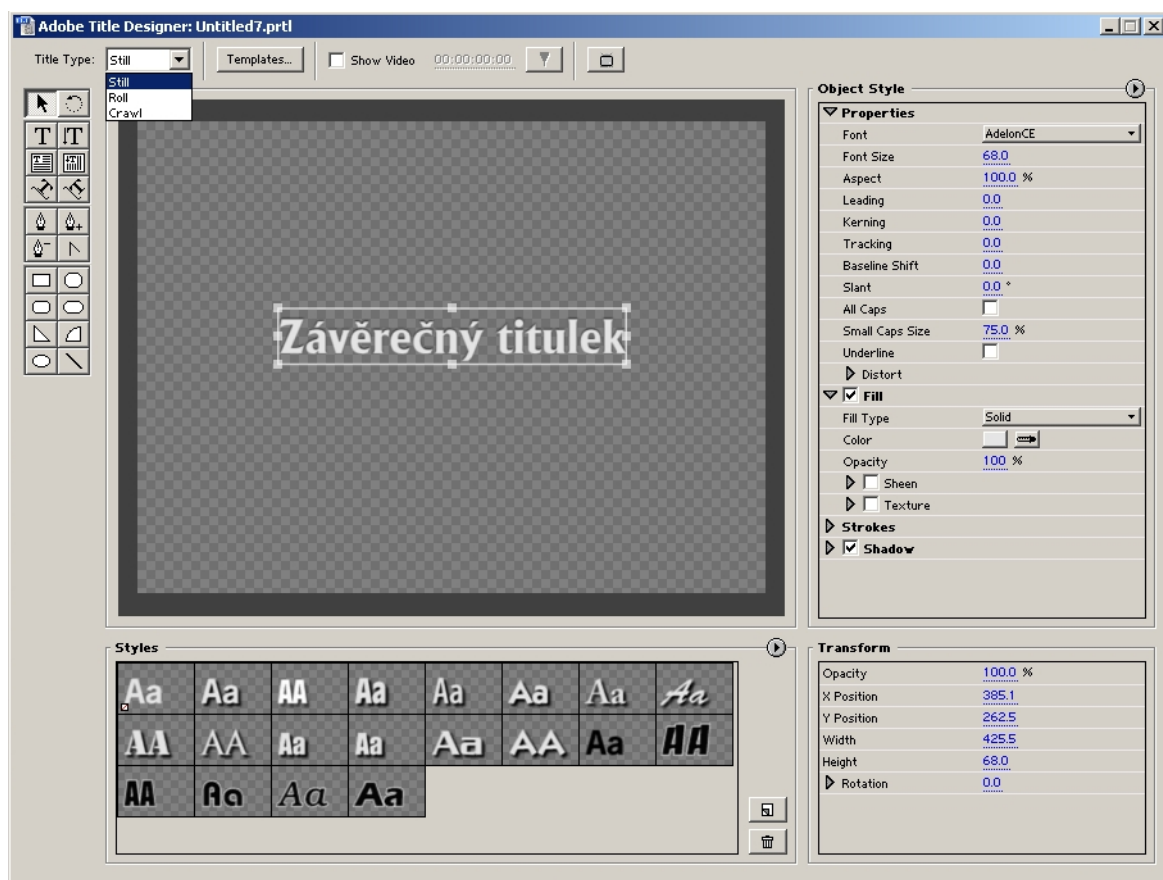 Adobe Title Designer: Untitled7.prtl
Title Type: Still Templates... Show Video 00:00:00:00
Still
Roll
Crawl
T IT
Závěrečný titulek
Object Style
Properties
Font AdelonCE
Font Size 68.0
Aspect 100.0 %
Leading 0.0
Kerning 0.0
Tracking 0.0
Baseline Shift 0.0
Slant 0.0 °
All Caps
Small Caps Size 75.0 %
Underline
Distort
Fill
Fill Type Solid
Color
Opacity 100 %
Sheen
Texture
Strokes
Shadow
Styles
Aa Aa AA Aa Aa Aa Aa Aa
AA AA Aa Aa Aa AA Aa AA
AA Aa Aa Aa
Transform
Opacity 100.0 %
X Position 385.1
Y Position 262.5
Width 425.5
Height 68.0
Rotation 0.0